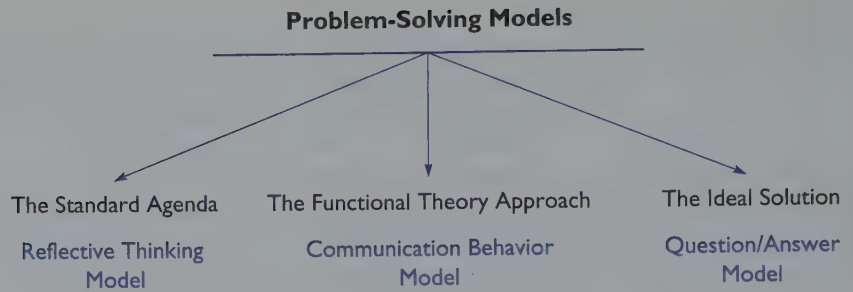 Problem-Solving Models
The Standard Agenda
Reflective Thinking
Model
The Functional Theory Approach
Communication Behavior
Model
The Ideal Solution
Question/Answer
Model